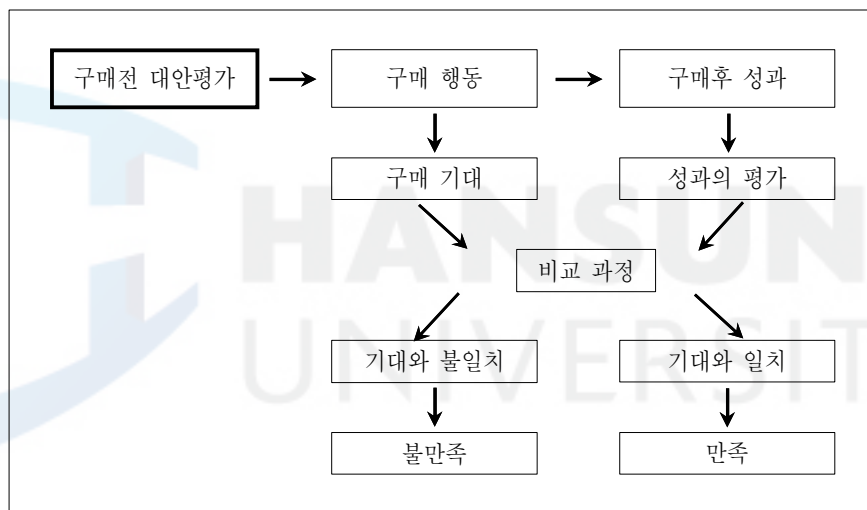 구매전 대안평가
구매 행동
구매후 성과
구매 기대
성과의 평가
비교 과정
기대와 불일치
기대와 일치
불만족
만족
HANSUN
UNIVERSIT